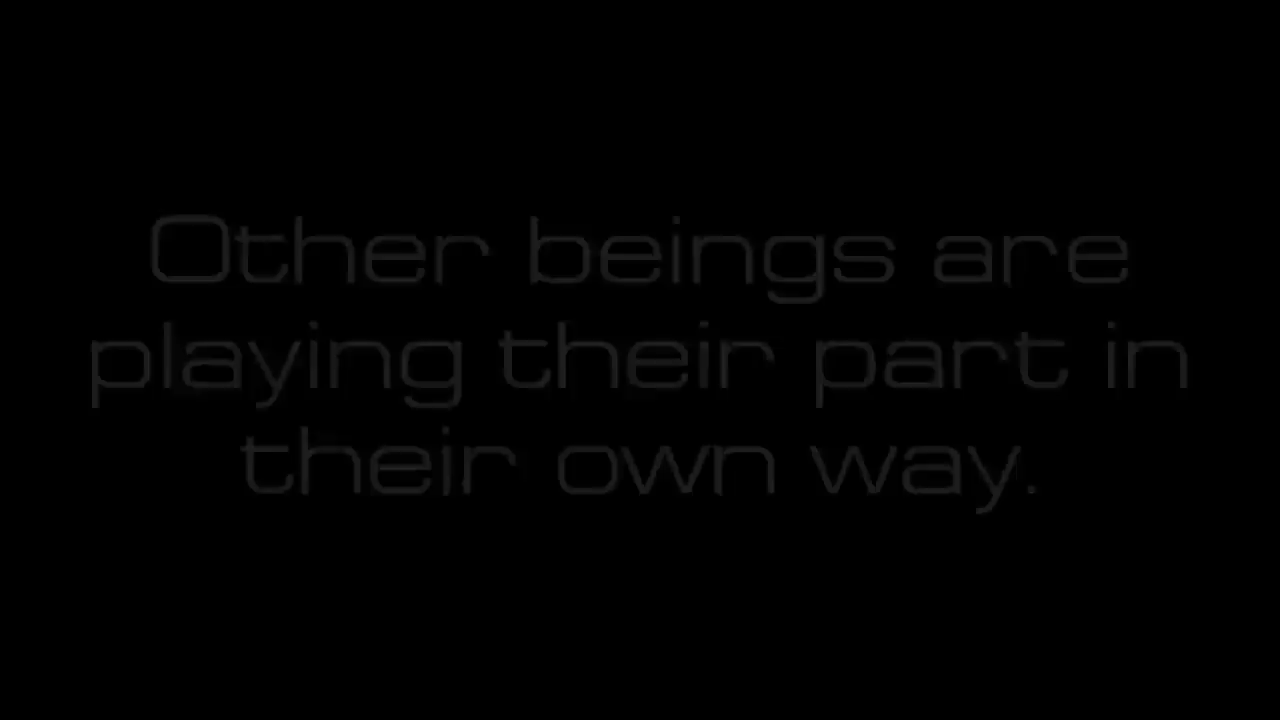 Other beings are
playing their part in
their own way.